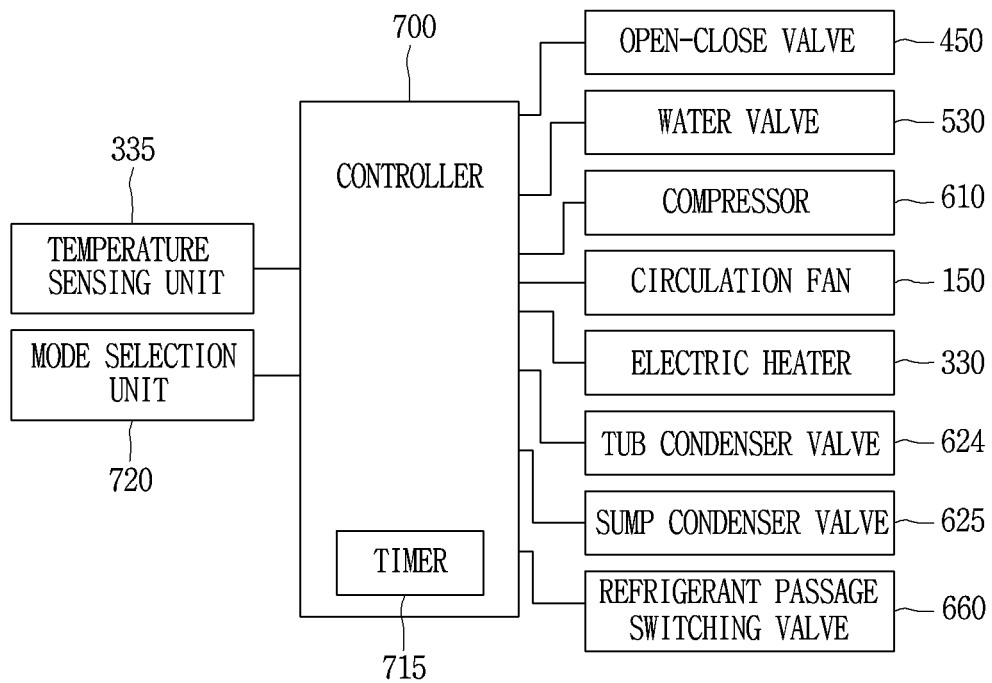 700
OPEN-CLOSE VALVE
450
WATER VALVE
530
335
CONTROLLER
COMPRESSOR
610
TEMPERATURE
SENSING UNIT
CIRCULATION FAN
150
MODE SELECTION
UNIT
ELECTRIC HEATER
330
720
TUB CONDENSER VALVE
624
SUMP CONDENSER VALVE
625
TIMER
REFRIGERANT PASSAGE
SWITCHING VALVE
660
715